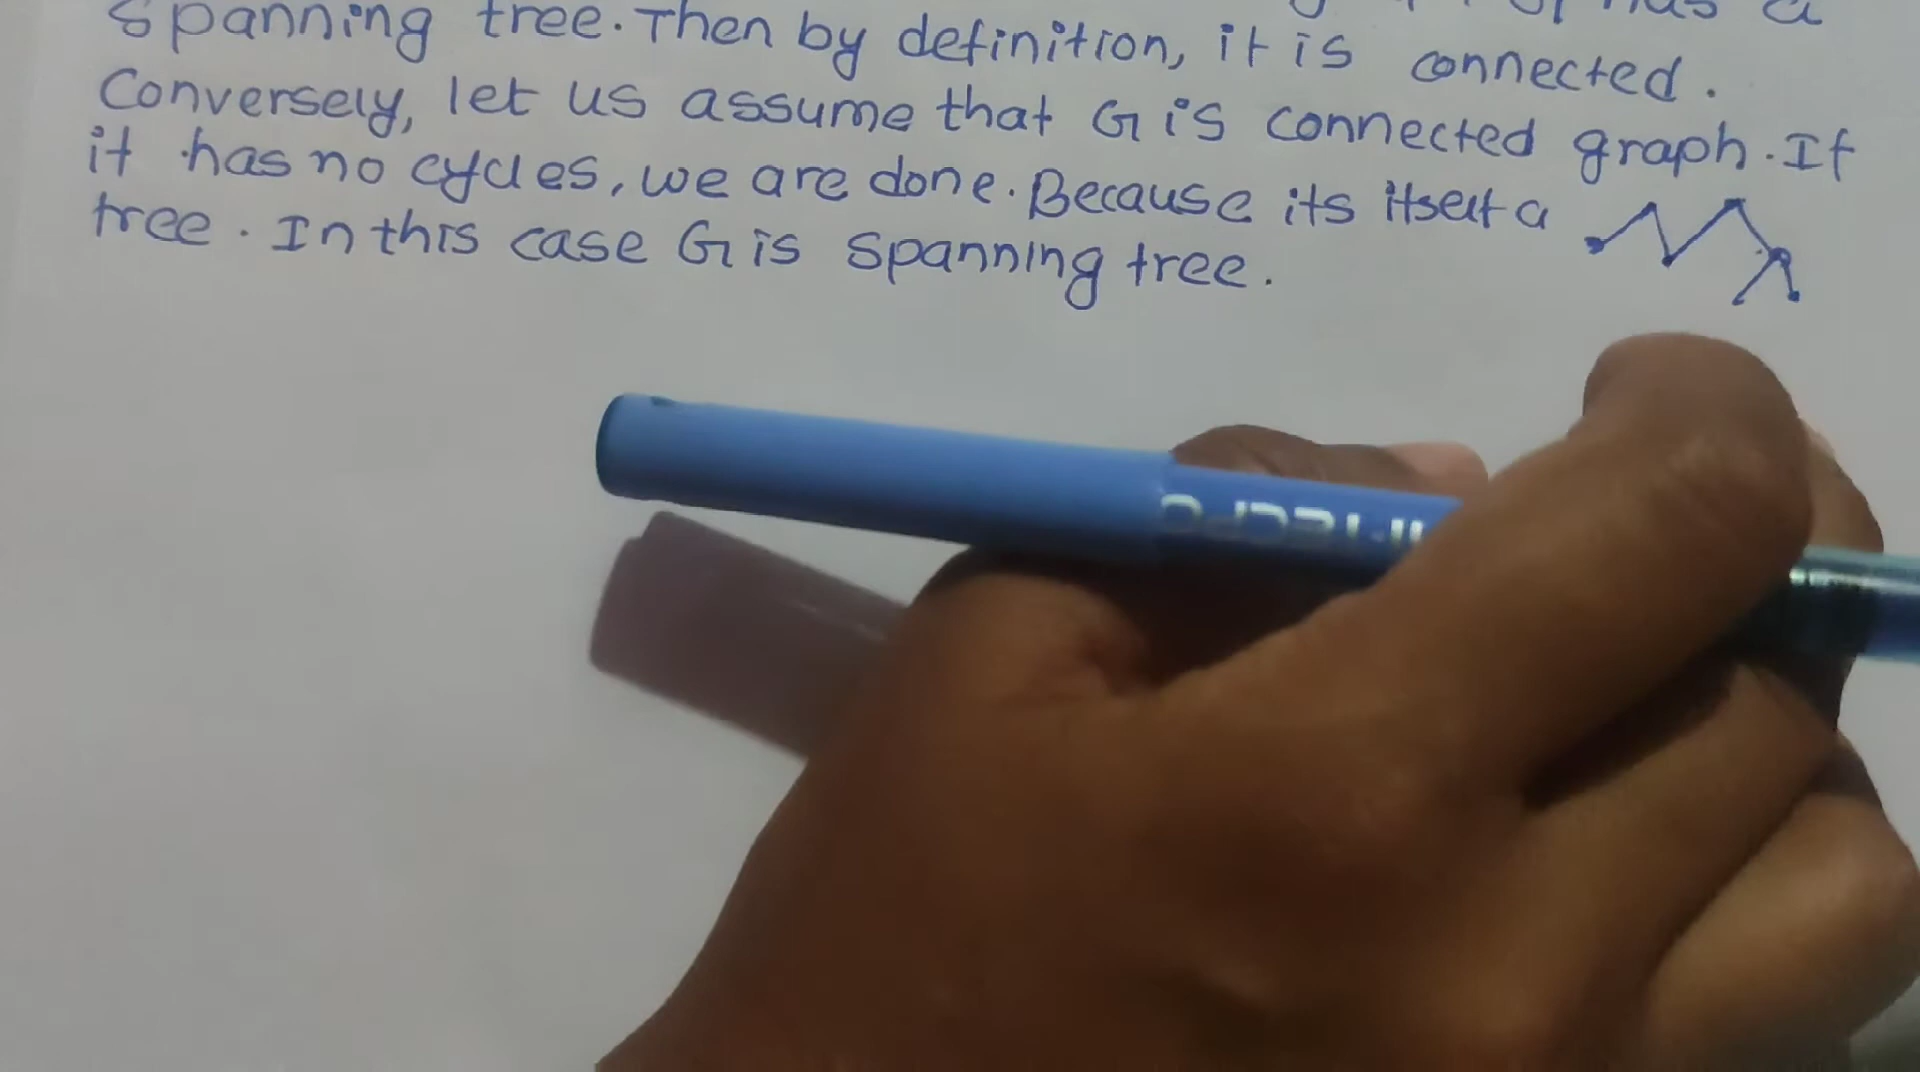 has a
spanning tree. Then by definition, it is connected.
Conversely, let us assume that G is connected graph. If
it has no cycles, we are done. Because its itself a
tree. In this case G is spanning tree.